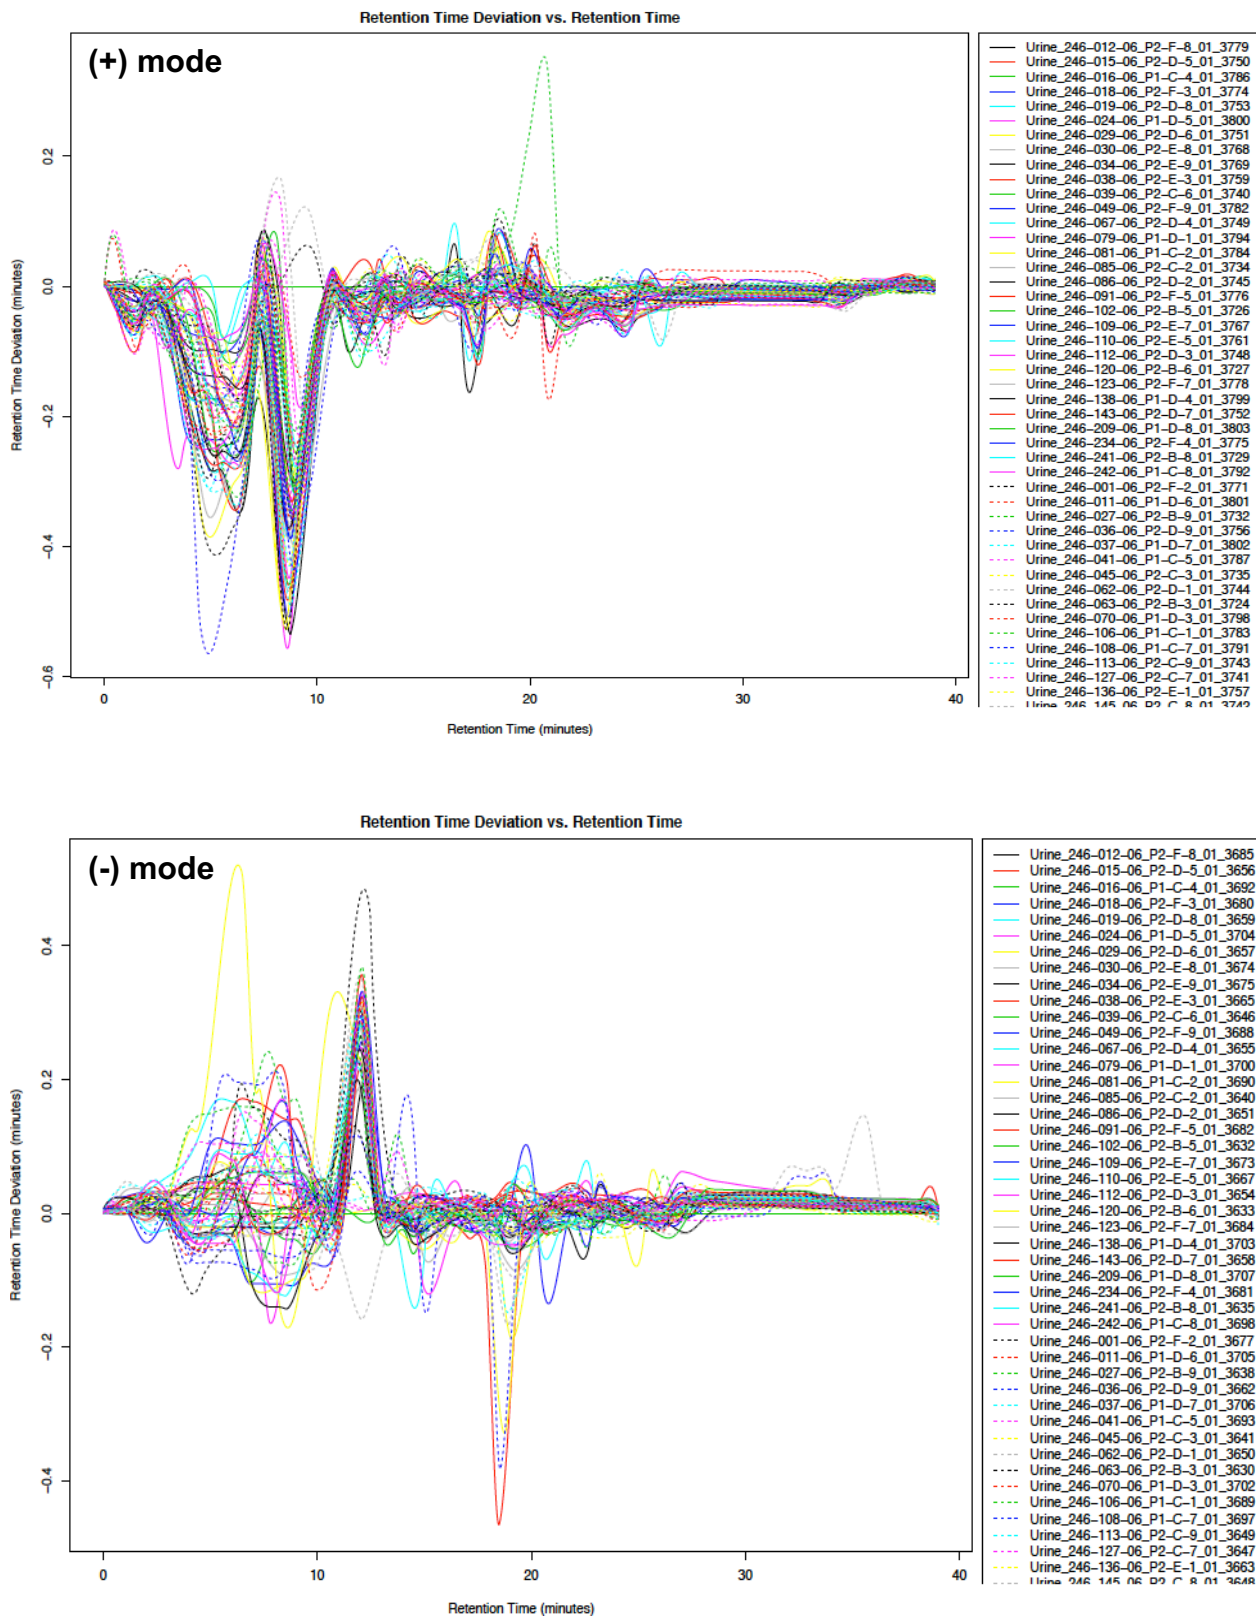 Retention Time Deviation vs. Retention Time
(+) mode
Retention Time Deviation (minutes)
0.2
0.0
−0.2
−0.4
−0.6
0
10
20
30
40
Retention Time (minutes)
Urine_246−012−06_P2−F−8_01_3779
Urine_246−015−06_P2−D−5_01_3750
Urine_246−016−06_P1−C−4_01_3786
Urine_246−018−06_P2−F−3_01_3774
Urine_246−019−06_P2−D−8_01_3753
Urine_246−024−06_P1−D−5_01_3800
Urine_246−029−06_P2−D−6_01_3751
Urine_246−030−06_P2−E−8_01_3768
Urine_246−034−06_P2−E−9_01_3769
Urine_246−038−06_P2−E−3_01_3759
Urine_246−039−06_P2−C−6_01_3740
Urine_246−049−06_P2−F−9_01_3782
Urine_246−067−06_P2−D−4_01_3749
Urine_246−079−06_P1−D−1_01_3794
Urine_246−081−06_P1−C−2_01_3784
Urine_246−085−06_P2−C−2_01_3734
Urine_246−086−06_P2−D−2_01_3745
Urine_246−091−06_P2−F−5_01_3776
Urine_246−102−06_P2−B−5_01_3726
Urine_246−109−06_P2−E−7_01_3767
Urine_246−110−06_P2−E−5_01_3761
Urine_246−112−06_P2−D−3_01_3748
Urine_246−120−06_P2−B−6_01_3727
Urine_246−123−06_P2−F−7_01_3778
Urine_246−138−06_P1−D−4_01_3799
Urine_246−143−06_P2−D−7_01_3752
Urine_246−209−06_P1−D−8_01_3803
Urine_246−234−06_P2−F−4_01_3775
Urine_246−241−06_P2−B−8_01_3729
Urine_246−242−06_P1−C−8_01_3792
Urine_246−001−06_P2−F−2_01_3771
Urine_246−011−06_P1−D−6_01_3801
Urine_246−027−06_P2−B−9_01_3732
Urine_246−036−06_P2−D−9_01_3756
Urine_246−037−06_P1−D−7_01_3802
Urine_246−041−06_P1−C−5_01_3787
Urine_246−045−06_P2−C−3_01_3735
Urine_246−062−06_P2−D−1_01_3744
Urine_246−063−06_P2−B−3_01_3724
Urine_246−070−06_P1−D−3_01_3798
Urine_246−106−06_P1−C−1_01_3783
Urine_246−108−06_P1−C−7_01_3791
Urine_246−113−06_P2−C−9_01_3743
Urine_246−127−06_P2−C−7_01_3741
Urine_246−136−06_P2−E−1_01_3757
Urine_246−145−06_P2−C−8_01_3742
Retention Time Deviation vs. Retention Time
(-) mode
Retention Time Deviation (minutes)
0.4
0.2
0.0
−0.2
−0.4
0
10
20
30
40
Retention Time (minutes)
Urine_246−012−06_P2−F−8_01_3685
Urine_246−015−06_P2−D−5_01_3656
Urine_246−016−06_P1−C−4_01_3692
Urine_246−018−06_P2−F−3_01_3680
Urine_246−019−06_P2−D−8_01_3659
Urine_246−024−06_P1−D−5_01_3704
Urine_246−029−06_P2−D−6_01_3657
Urine_246−030−06_P2−E−8_01_3674
Urine_246−034−06_P2−E−9_01_3675
Urine_246−038−06_P2−E−3_01_3665
Urine_246−039−06_P2−C−6_01_3646
Urine_246−049−06_P2−F−9_01_3688
Urine_246−067−06_P2−D−4_01_3655
Urine_246−079−06_P1−D−1_01_3700
Urine_246−081−06_P1−C−2_01_3690
Urine_246−085−06_P2−C−2_01_3640
Urine_246−086−06_P2−D−2_01_3651
Urine_246−091−06_P2−F−5_01_3682
Urine_246−102−06_P2−B−5_01_3632
Urine_246−109−06_P2−E−7_01_3673
Urine_246−110−06_P2−E−5_01_3667
Urine_246−112−06_P2−D−3_01_3654
Urine_246−120−06_P2−B−6_01_3633
Urine_246−123−06_P2−F−7_01_3684
Urine_246−138−06_P1−D−4_01_3703
Urine_246−143−06_P2−D−7_01_3658
Urine_246−209−06_P1−D−8_01_3707
Urine_246−234−06_P2−F−4_01_3681
Urine_246−241−06_P2−B−8_01_3635
Urine_246−242−06_P1−C−8_01_3698
Urine_246−001−06_P2−F−2_01_3677
Urine_246−011−06_P1−D−6_01_3705
Urine_246−027−06_P2−B−9_01_3638
Urine_246−036−06_P2−D−9_01_3662
Urine_246−037−06_P1−D−7_01_3706
Urine_246−041−06_P1−C−5_01_3693
Urine_246−045−06_P2−C−3_01_3641
Urine_246−062−06_P2−D−1_01_3650
Urine_246−063−06_P2−B−3_01_3630
Urine_246−070−06_P1−D−3_01_3702
Urine_246−106−06_P1−C−1_01_3689
Urine_246−108−06_P1−C−7_01_3697
Urine_246−113−06_P2−C−9_01_3649
Urine_246−127−06_P2−C−7_01_3647
Urine_246−136−06_P2−E−1_01_3663
Urine_246−145−06_P2−C−8_01_3648